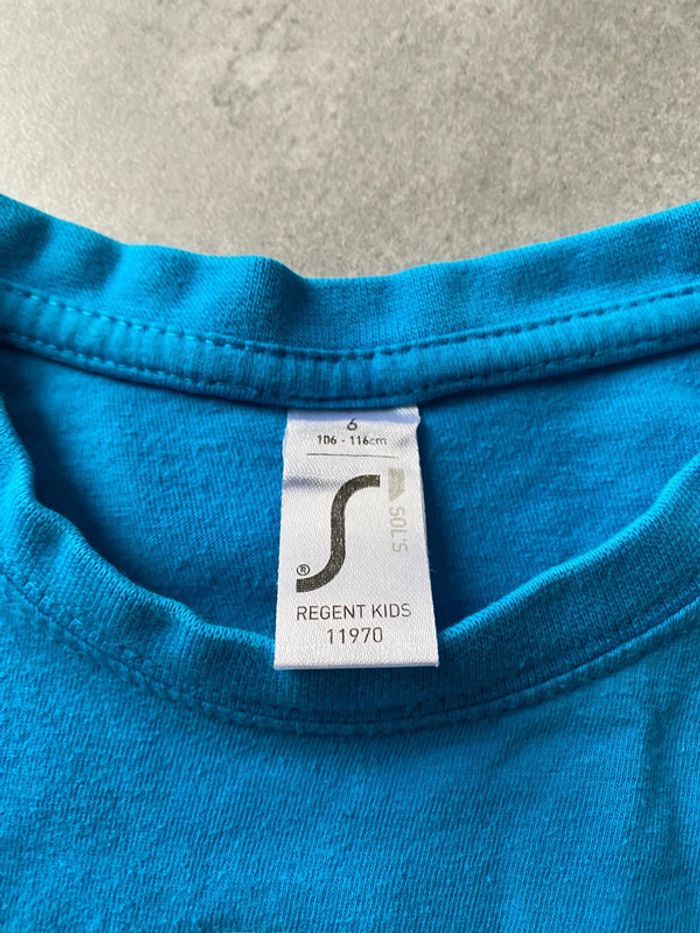 6
106 - 116cm
SOL'S
®
REGENT KIDS
11970